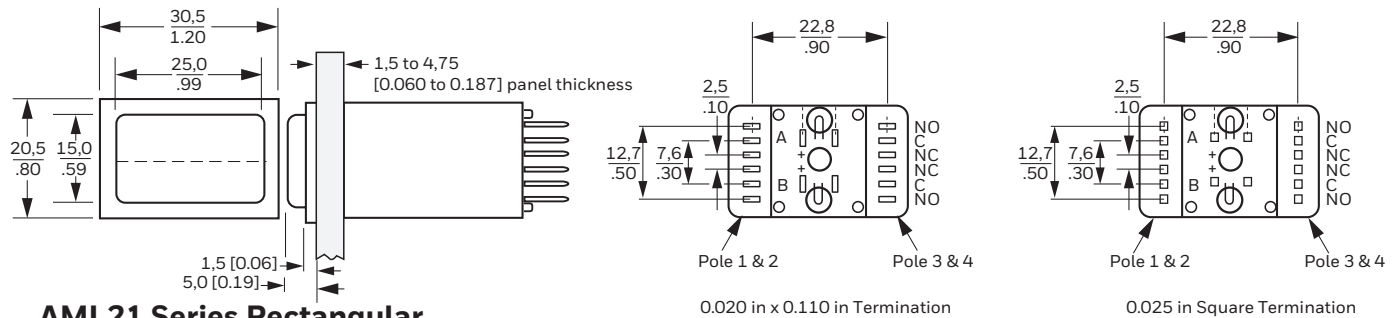 30,5
1.20
25,0
.99
20,5
.80
15,0
.59
1,5 to 4,75
[0.060 to 0.187] panel thickness
1,5 [0.06]
5,0 [0.19]
22,8
.90
2,5
.10
12,7
.50
7,6
.30
A
+
+
B
NO
C
NC
NC
C
NO
Pole 1 & 2
Pole 3 & 4
0.020 in x 0.110 in Termination
22,8
.90
2,5
.10
12,7
.50
7,6
.30
A
+
+
B
NO
C
NC
NC
C
NO
Pole 1 & 2
Pole 3 & 4
0.025 in Square Termination
AML21 Series Rectangular